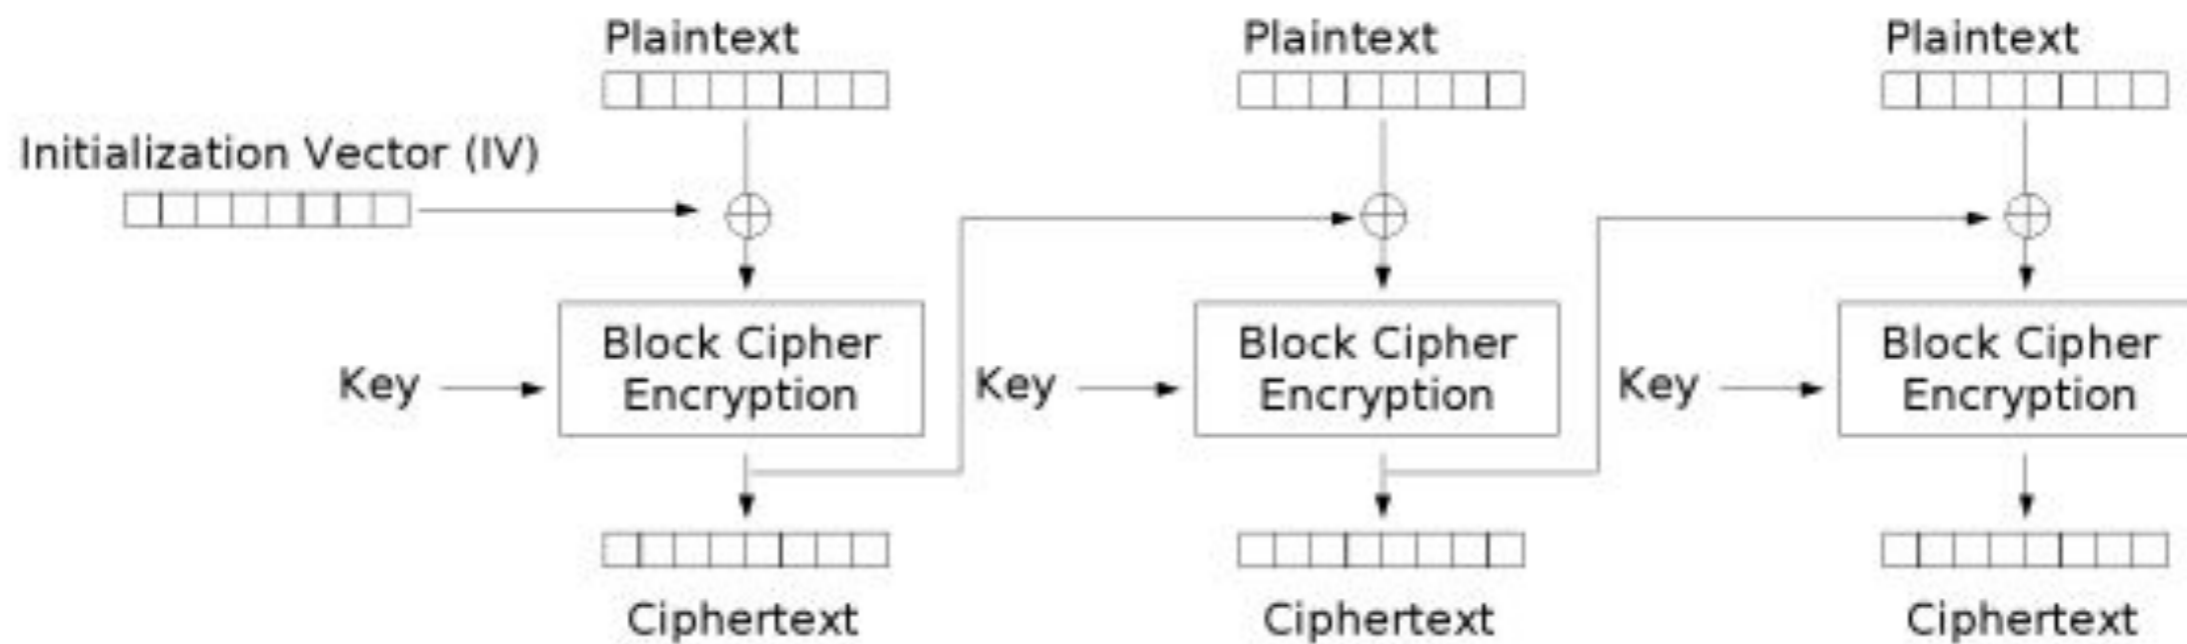 Plaintext
Plaintext
Plaintext
Initialization Vector (IV)
Key
Block Cipher
Encryption
Key
Block Cipher
Encryption
Key
Block Cipher
Encryption
Ciphertext
Ciphertext
Ciphertext